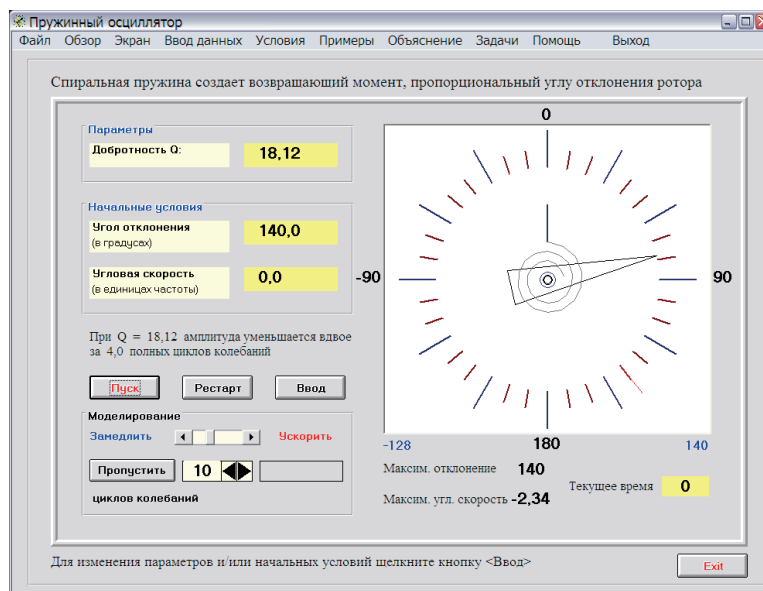 Пружинный осциллятор
Файл Обзор Экран Ввод данных Условия Примеры Объяснение Задачи Помощь Выход
Спиральная пружина создает возврашающий момент, пропорциональный углу отклонения ротора
Параметры
Добротность Q: 18,12
Начальные условия
Угол отклонения
(в градусах)
140,0
Угловая скорость
(в единицах частоты)
0,0
При Q = 18,12 амплитуда уменьшается вдвое
за 4,0 полных циклов колебаний
Пуск Рестарт Ввод
Моделирование
Замедлить Ускорить
Пропустить 10
циклов колебаний
0
-90 90
-128 180 140
Максим. отклонение 140
Максим. угл. скорость -2,34
Текущее время 0
Для изменения параметров и/или начальных условий щелкните кнопку <Ввод>
Exit